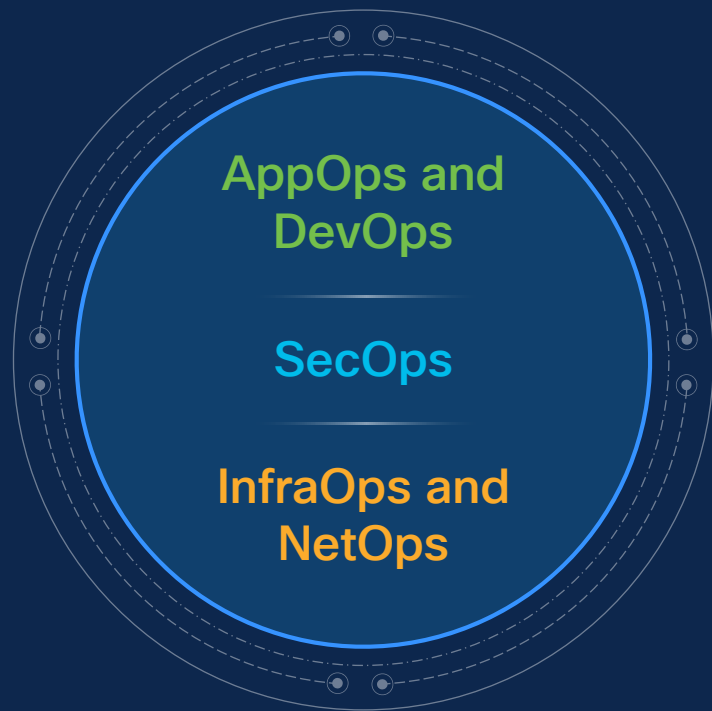 AppOps and
DevOps
SecOps
InfraOps and
NetOps